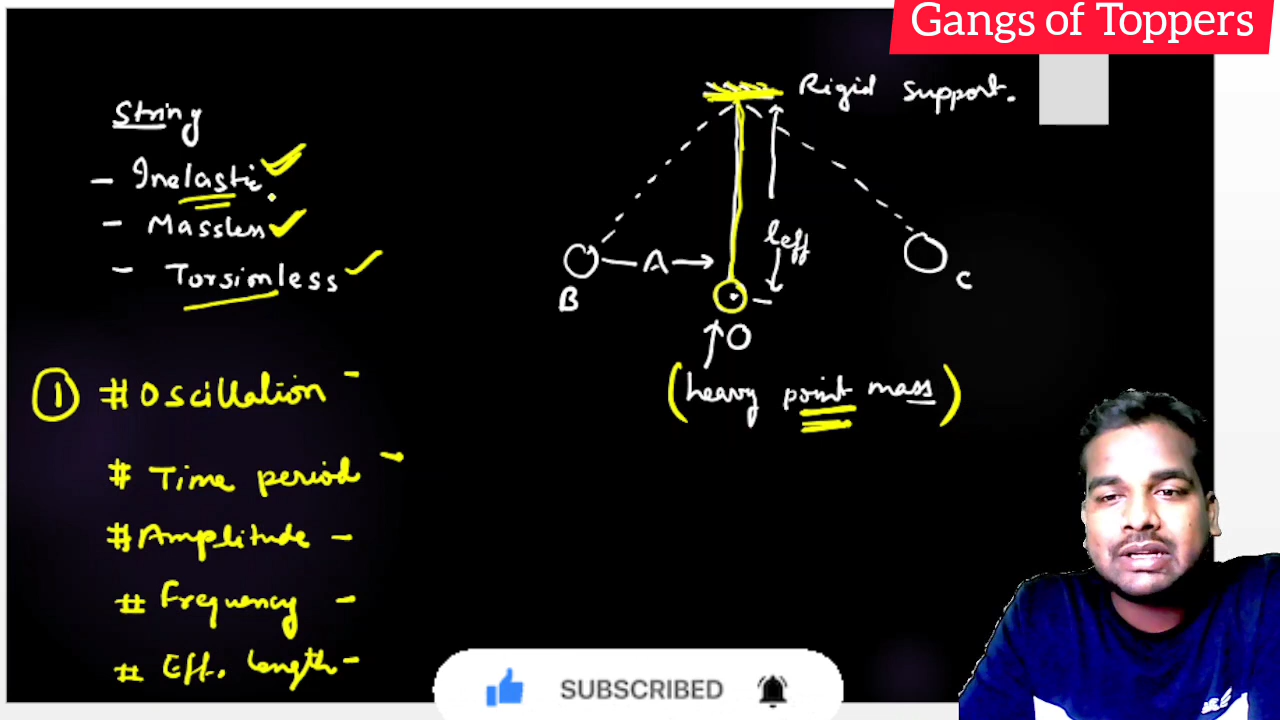 Gangs of Toppers
Rigid support.
String
- Inelastic
- Massless
- Torsionless
leff
A
B
C
O
(heavy point mass)
① # Oscillation -
# Time period -
# Amplitude -
# Frequency -
# Eff. length -
SUBSCRIBED